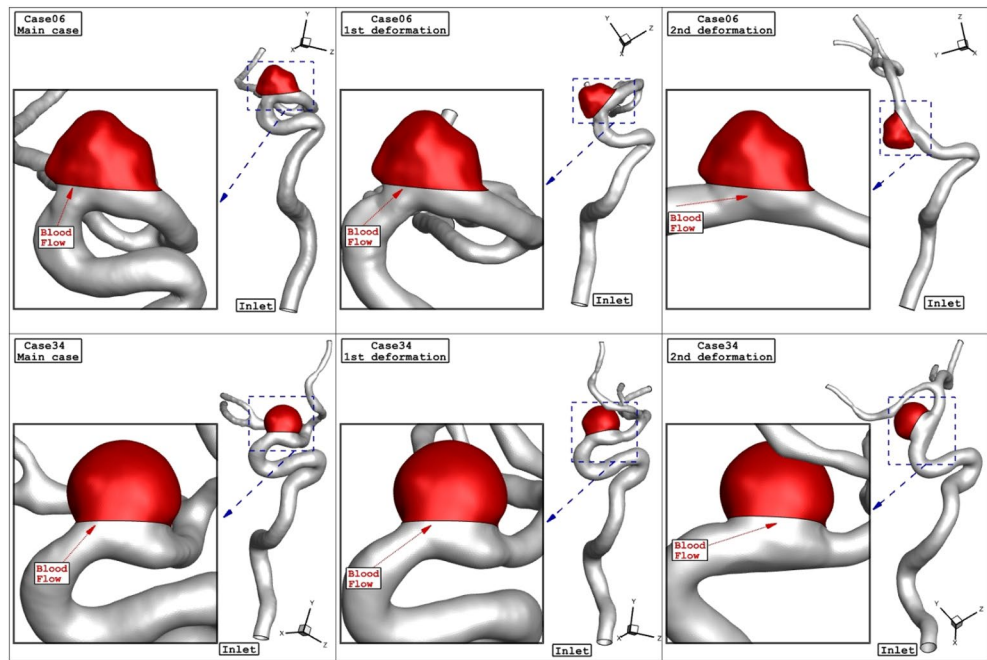 Case06
Main case
Y
X
Z
Blood
Flow
Inlet
Case06
1st deformation
Y
X
Z
Blood
Flow
Inlet
Case06
2nd deformation
Z
Y
X
Blood
Flow
Inlet
Case34
Main case
Blood
Flow
Y
X
Z
Inlet
Case34
1st deformation
Blood
Flow
Y
X
Z
Inlet
Case34
2nd deformation
Blood
Flow
Y
X
Z
Inlet